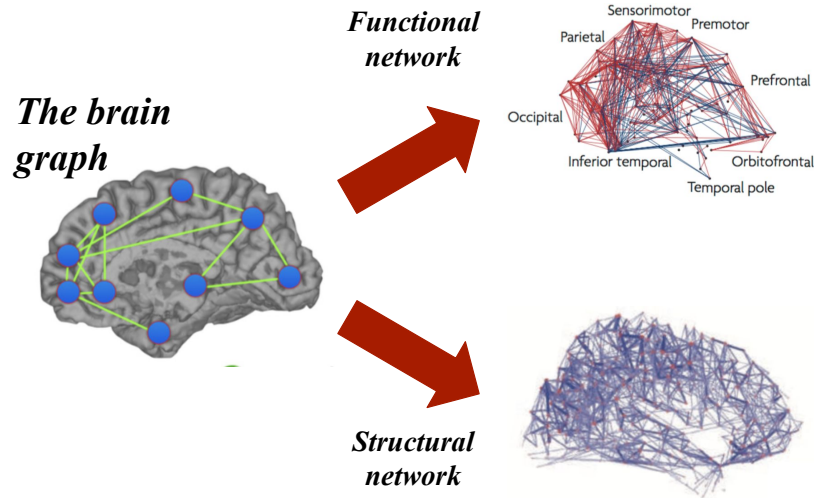 The brain
graph
Functional
network
Sensorimotor
Parietal
Premotor
Prefrontal
Occipital
Inferior temporal
Orbitofrontal
Temporal pole
Structural
network